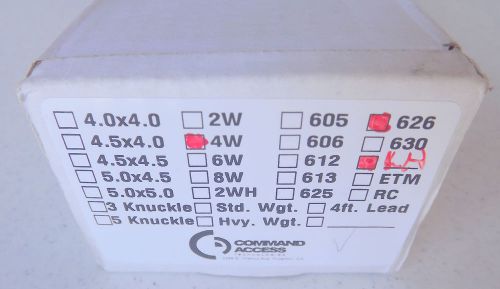 4.0x4.0 2W 605 626
4.5x4.0 4W 606 630
4.5x4.5 6W 612
5.0x4.5 8W 613 ETM
5.0x5.0 2WH 625 RC
3 Knuckle Std. Wgt. 4ft. Lead
5 Knuckle Hvy. Wgt.
COMMAND
ACCESS